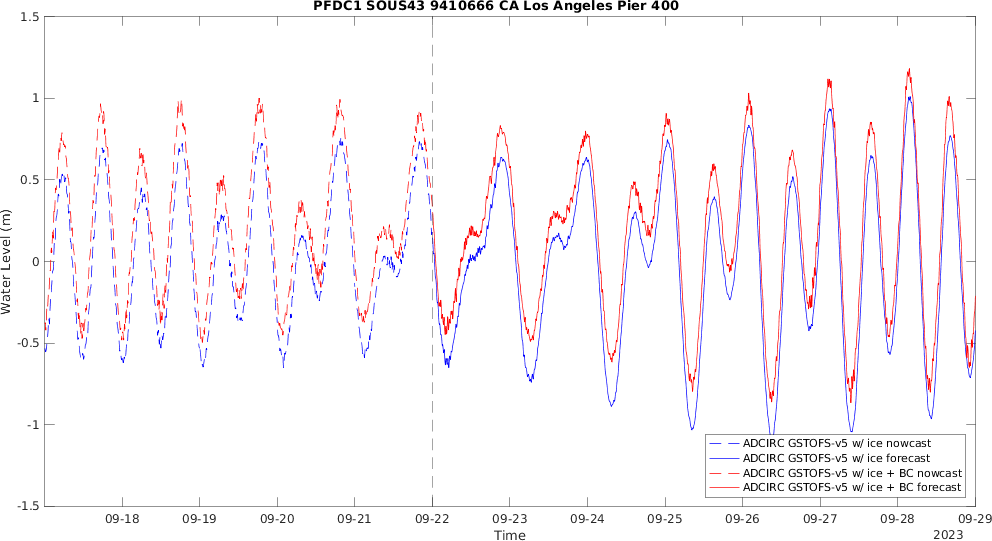 PFDC1 SOUS43 9410666 CA Los Angeles Pier 400
1.5
1
0.5
0
-0.5
-1
-1.5
Water Level (m)
09-18 09-19 09-20 09-21 09-22 09-23 09-24 09-25 09-26 09-27 09-28 09-29
Time
2023
ADCIRC GSTOFS-v5 w/ ice nowcast
ADCIRC GSTOFS-v5 w/ ice forecast
ADCIRC GSTOFS-v5 w/ ice + BC nowcast
ADCIRC GSTOFS-v5 w/ ice + BC forecast